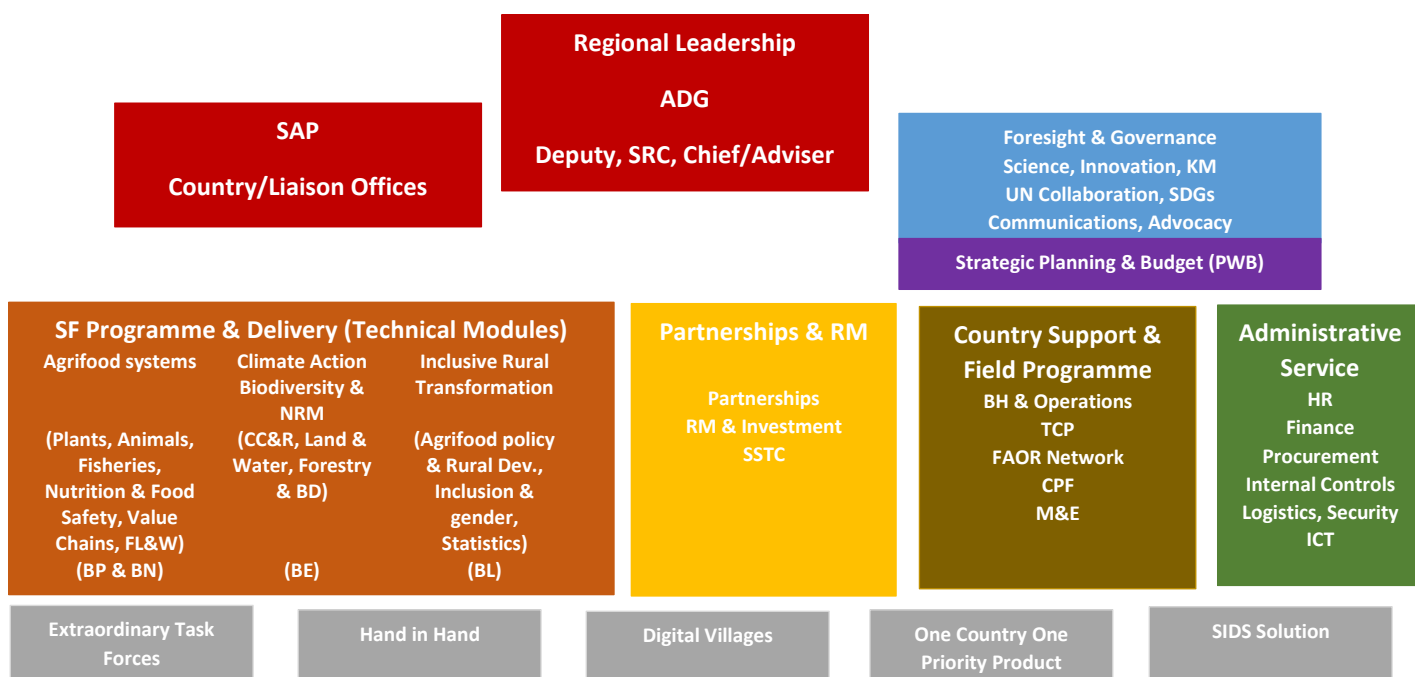 Regional Leadership
ADG
Deputy, SRC, Chief/Adviser
SAP
Country/Liaison Offices
Foresight & Governance
Science, Innovation, KM
UN Collaboration, SDGs
Communications, Advocacy
Strategic Planning & Budget (PWB)
SF Programme & Delivery (Technical Modules)
Agrifood systems
(Plants, Animals,
Fisheries,
Nutrition & Food
Safety, Value
Chains, FL&W)
(BP & BN)
Climate Action
Biodiversity &
NRM
(CC&R, Land &
Water, Forestry
& BD)
(BE)
Inclusive Rural
Transformation
(Agrifood policy
& Rural Dev.,
Inclusion &
gender,
Statistics)
(BL)
Partnerships & RM
Partnerships
RM & Investment
SSTC
Country Support &
Field Programme
BH & Operations
TCP
FAOR Network
CPF
M&E
Administrative
Service
HR
Finance
Procurement
Internal Controls
Logistics, Security
ICT
Extraordinary Task
Forces
Hand in Hand
Digital Villages
One Country One
Priority Product
SIDS Solution